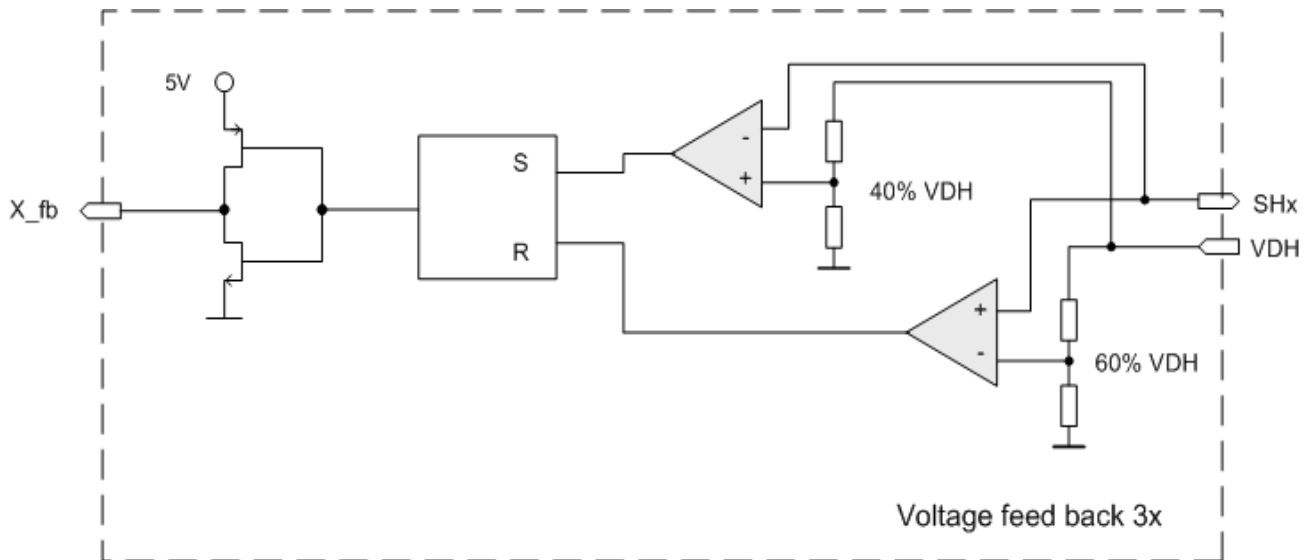 5V
S
-
+
40% VDH
X_fb
SHx
R
VDH
+
-
60% VDH
Voltage feed back 3x